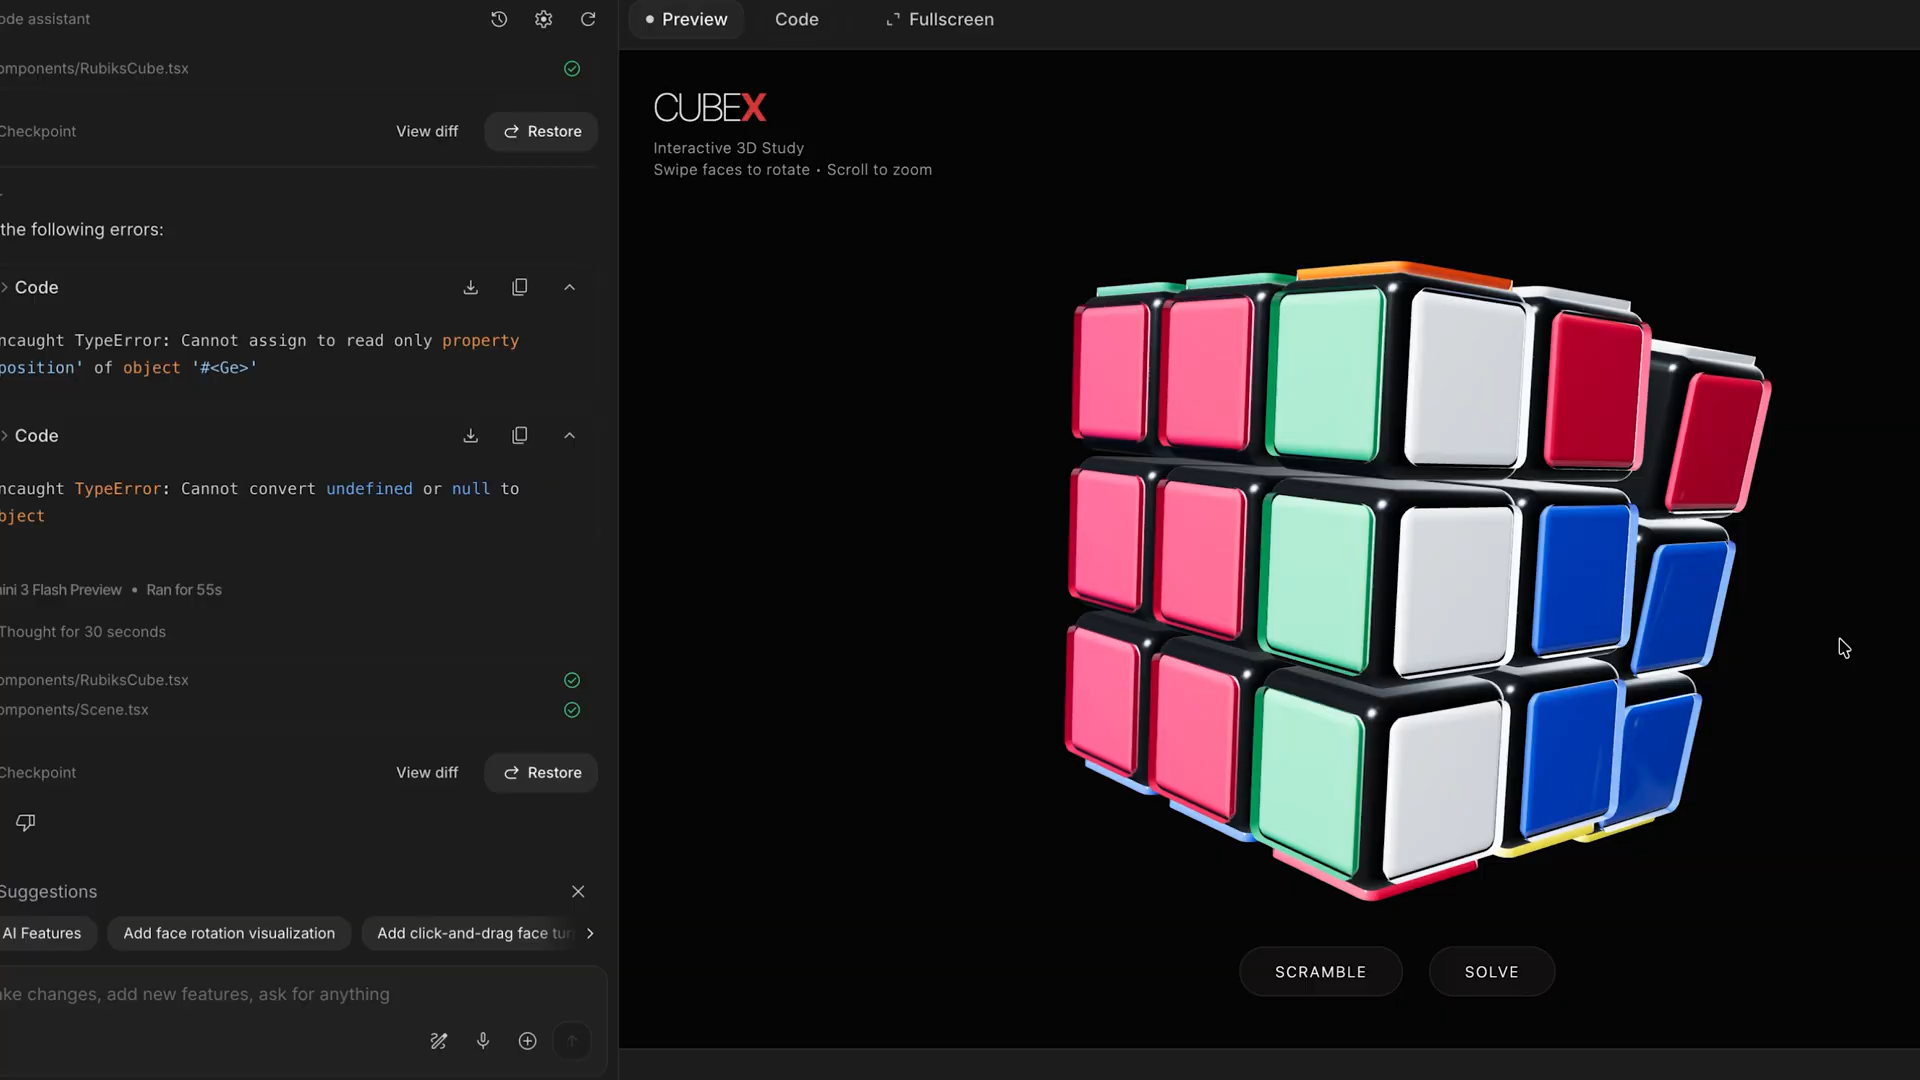 ode assistant
omponents/RubiksCube.tsx
Checkpoint
View diff
Restore
the following errors:
Code
ncaught TypeError: Cannot assign to read only property
position' of object '#<Ge>'
Code
ncaught TypeError: Cannot convert undefined or null to
bject
ini 3 Flash Preview • Ran for 55s
Thought for 30 seconds
omponents/RubiksCube.tsx
omponents/Scene.tsx
Checkpoint
View diff
Restore
Suggestions
AI Features
Add face rotation visualization
Add click-and-drag face tur
ake changes, add new features, ask for anything
Preview
Code
Fullscreen
CUBEX
Interactive 3D Study
Swipe faces to rotate • Scroll to zoom
SCRAMBLE
SOLVE